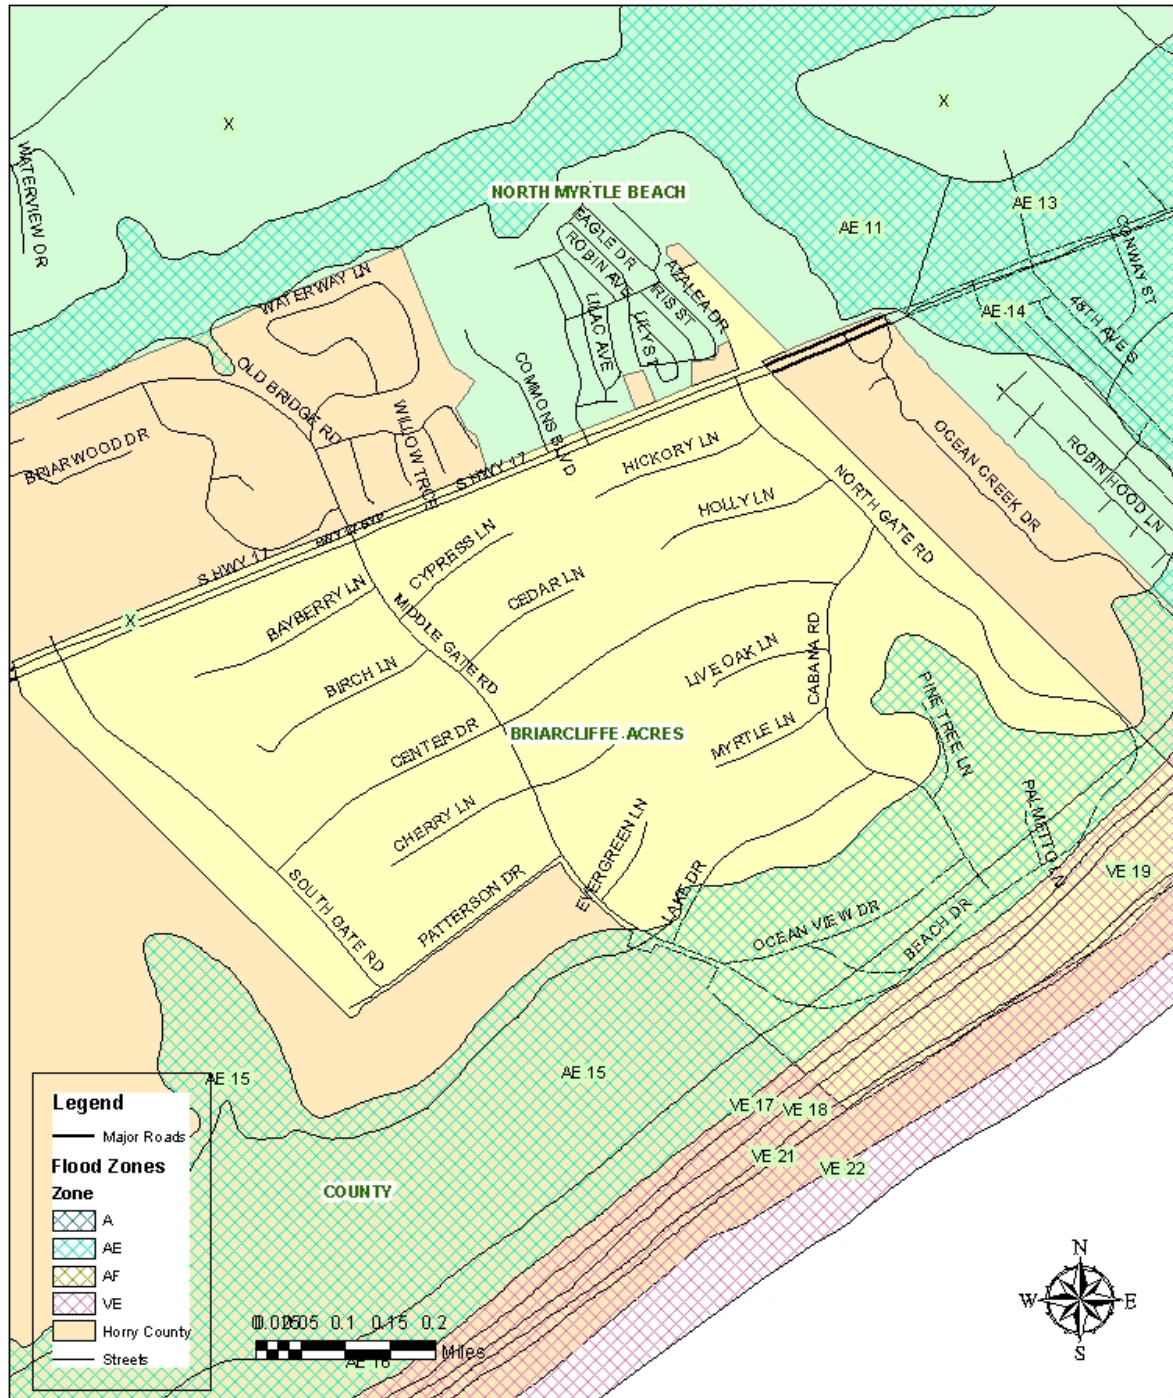 X
X
WATERVIEW DR
NORTH MYRTLE BEACH
AE 13
AE 11
EAGLE DR
ROBIN AVE
AZALEA DR
IRIS ST
LILAC AVE
LILY ST
CONWAY ST
48TH AVE S
AE 14
WATERWAY LN
OLD BRIDGE RD
COMMONS BLVD
WILLOW TRCE
BRIARWOOD DR
S HWY 17
HICKORY LN
OCEAN CREEK DR
ROBIN HOOD LN
NORTH GATE RD
HOLLY LN
S HWY 17
CYPRESS LN
CEDAR LN
BAYBERRY LN
X
MIDDLE GATE RD
BIRCH LN
LIVE OAK LN
CABANA RD
PINE TREE LN
CENTER DR
BRIARCLIFFE ACRES
MYRTLE LN
CHERRY LN
PALMETTO LN
EVERGREEN LN
VE 19
SOUTH GATE RD
PATTERSON DR
LAKE DR
OCEAN VIEW DR
BEACH DR
AE 15
AE 15
VE 17
VE 18
VE 21
VE 22
COUNTY
Legend
Major Roads
Flood Zones
Zone
A
AE
AF
VE
Horry County
Streets
0.1 0.15 0.2
Miles
AE 16
N
W
E
S